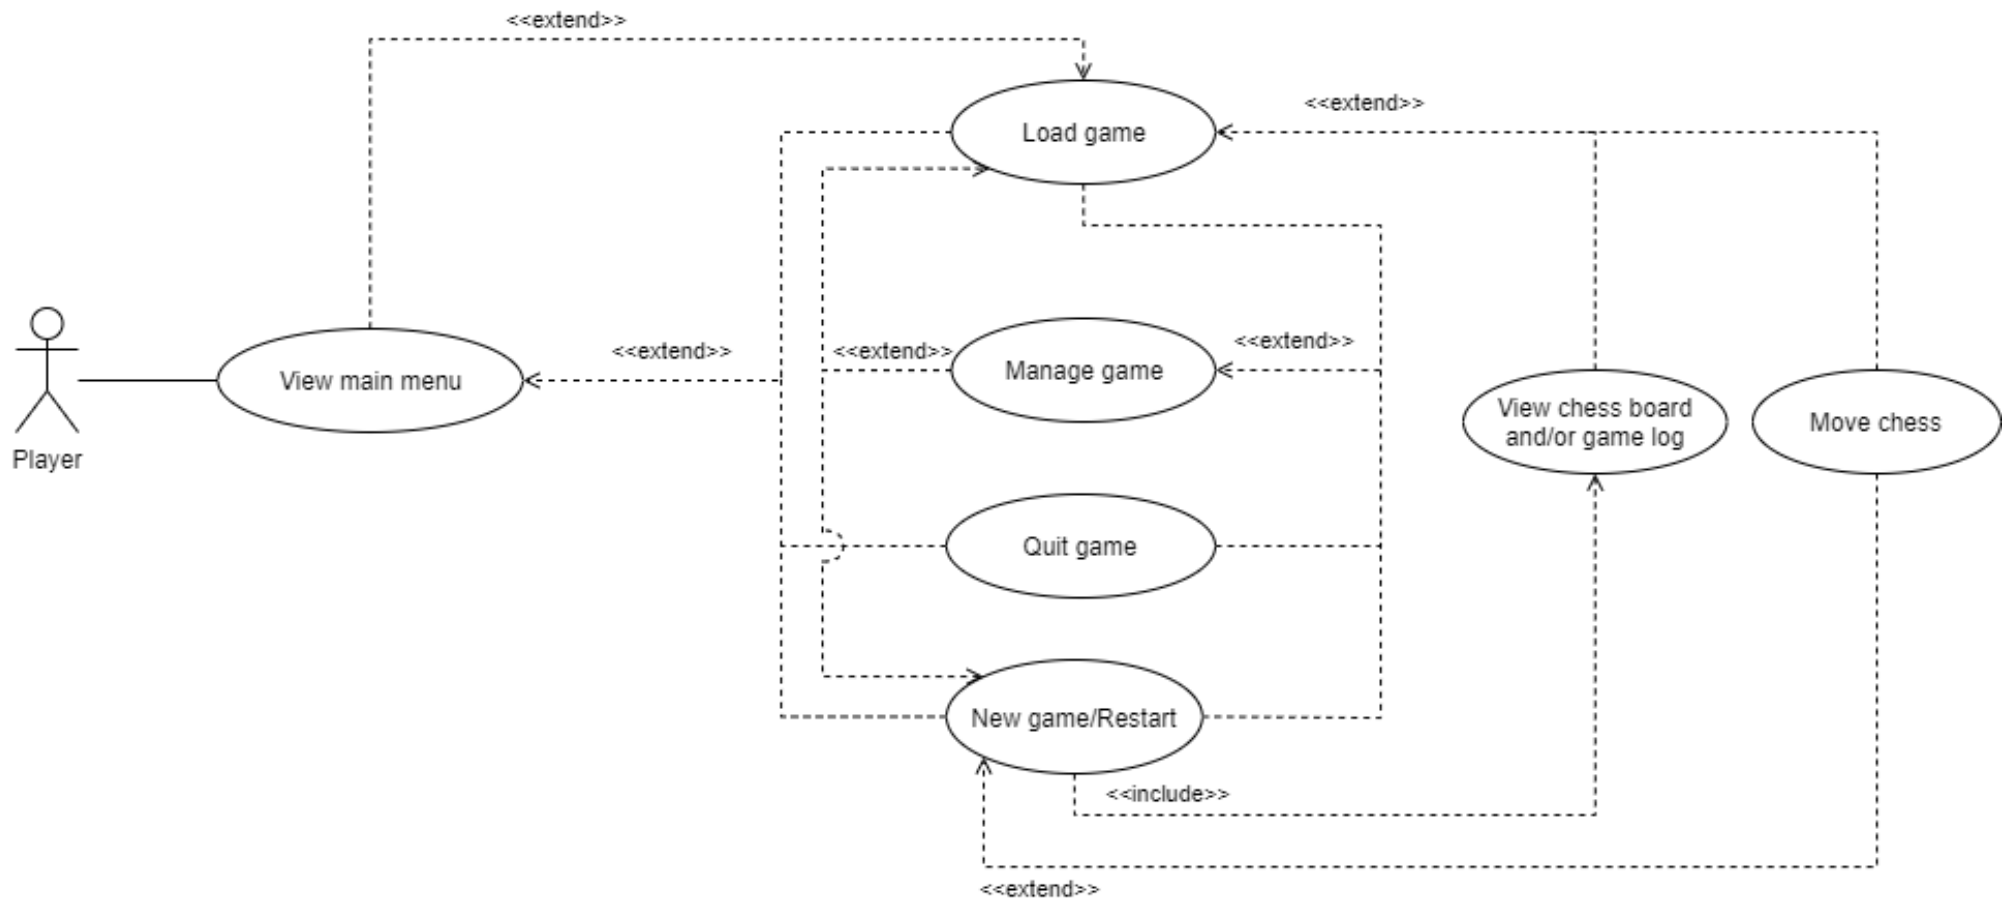 <<extend>>
Load game
<<extend>>
<<extend>>
<<extend>>
Manage game
<<extend>>
View main menu
Player
View chess board
and/or game log
Move chess
Quit game
New game/Restart
<<include>>
<<extend>>